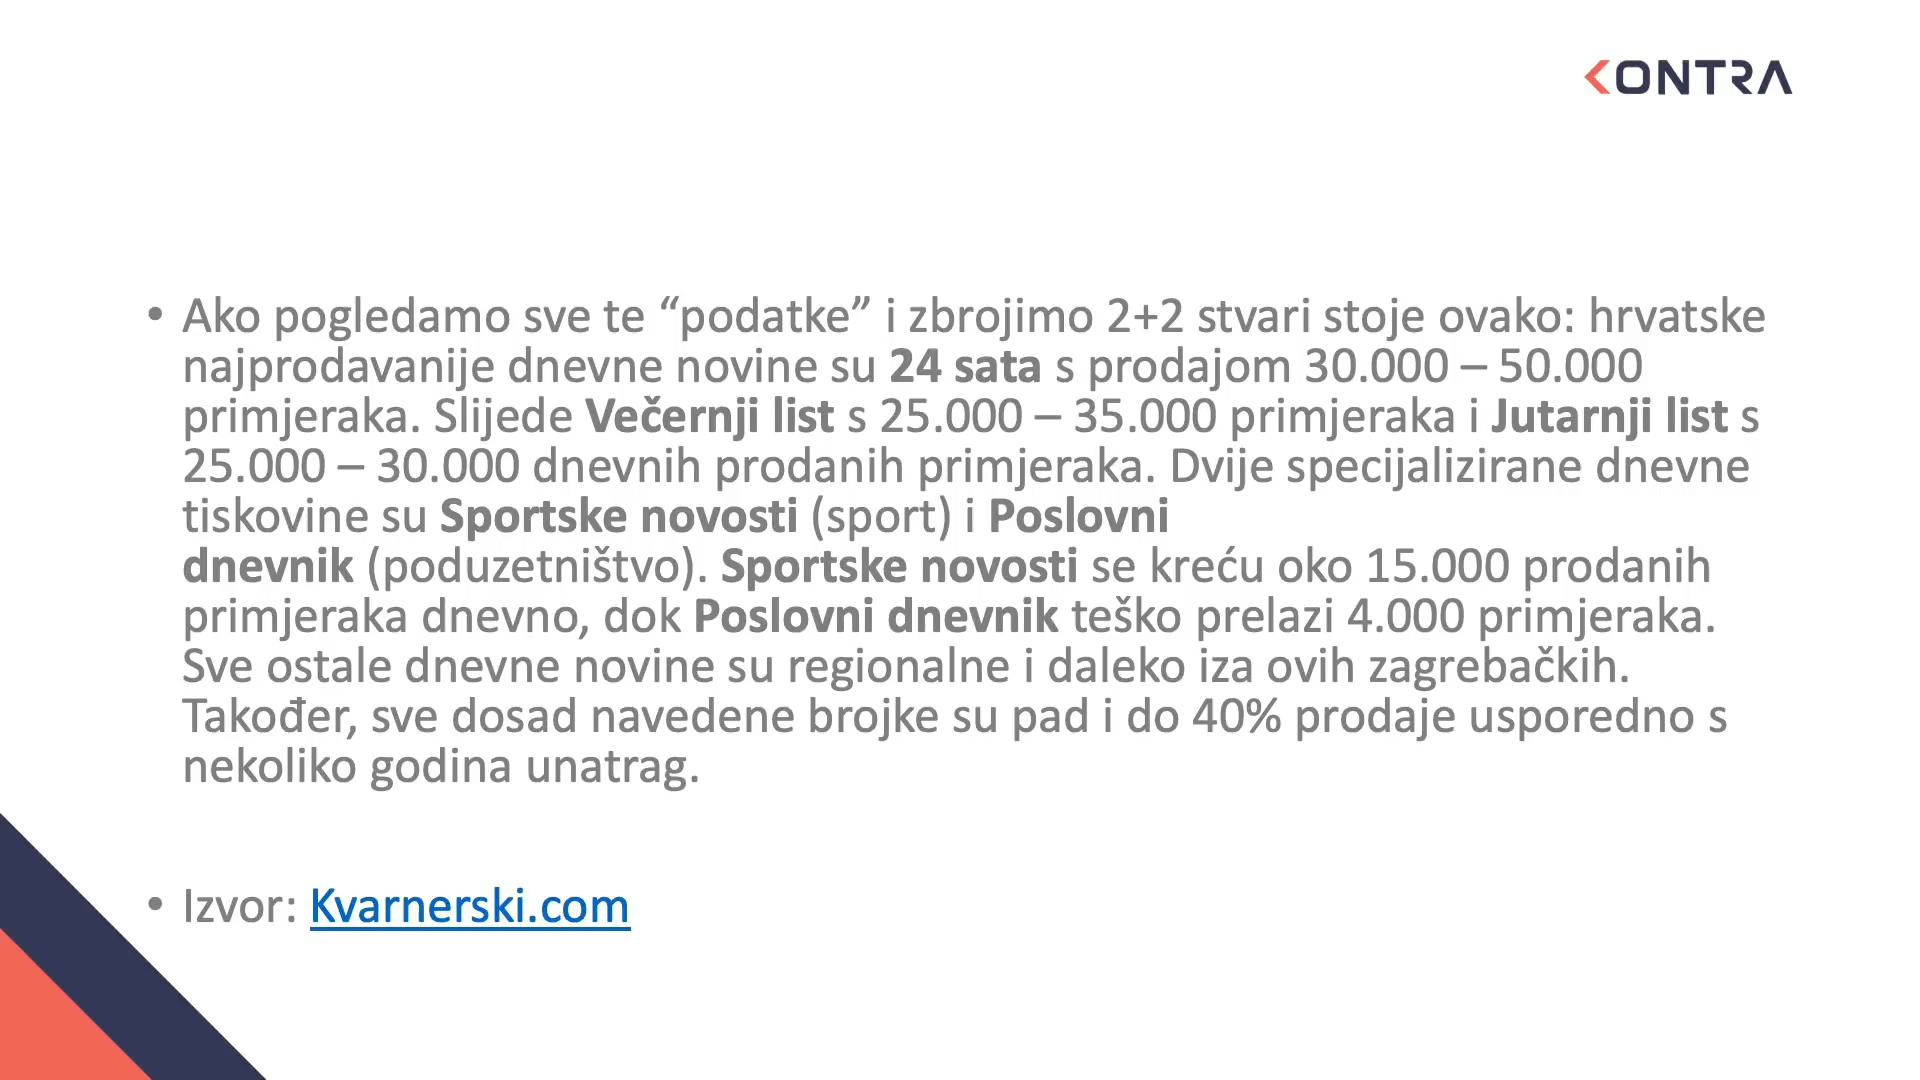 KONTRA
• Ako pogledamo sve te “podatke” i zbrojimo 2+2 stvari stoje ovako: hrvatske
najprodavanije dnevne novine su 24 sata s prodajom 30.000 – 50.000
primjeraka. Slijede Večernji list s 25.000 – 35.000 primjeraka i Jutarnji list s
25.000 – 30.000 dnevnih prodanih primjeraka. Dvije specijalizirane dnevne
tiskovine su Sportske novosti (sport) i Poslovni
dnevnik (poduzetništvo). Sportske novosti se kreću oko 15.000 prodanih
primjeraka dnevno, dok Poslovni dnevnik teško prelazi 4.000 primjeraka.
Sve ostale dnevne novine su regionalne i daleko iza ovih zagrebačkih.
Također, sve dosad navedene brojke su pad i do 40% prodaje usporedno s
nekoliko godina unatrag.
• Izvor: Kvarnerski.com